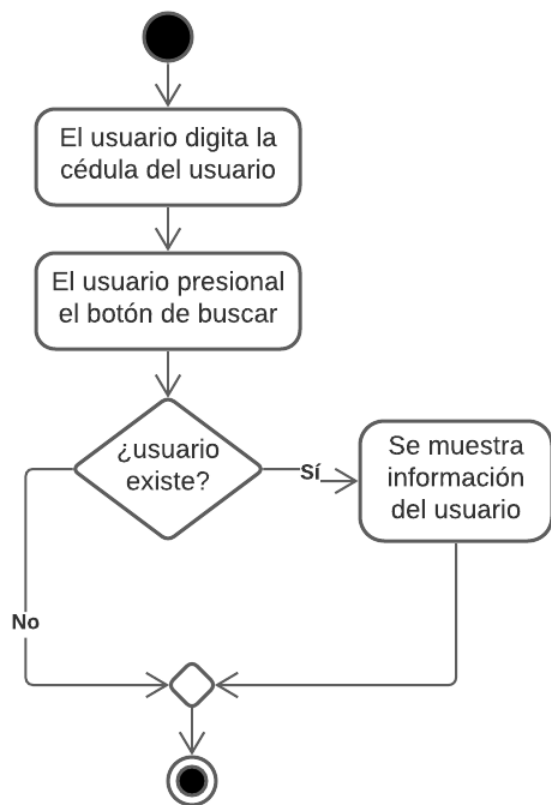 El usuario digita la
cédula del usuario
El usuario presional
el botón de buscar
¿usuario
existe?
Sí
Se muestra
información
del usuario
No